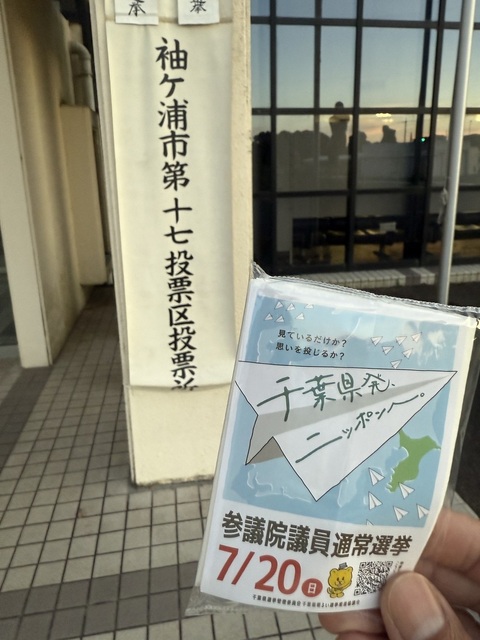 袖ケ浦市第十七投票区投票所
見ているだけか?
思いを投じるか?
千葉県発、
ニッポンへ。
参議院議員通常選挙
7/20日